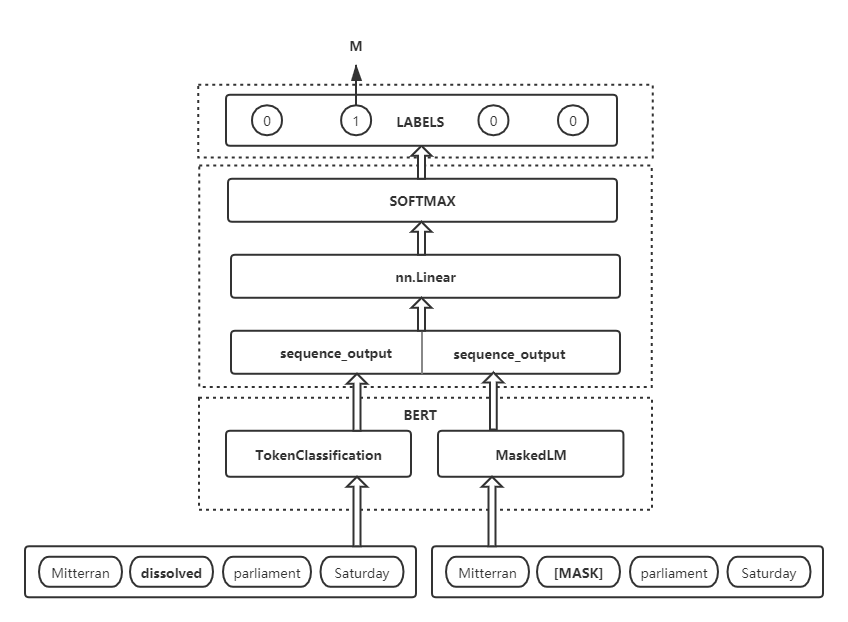 M
0 1 LABELS 0 0
SOFTMAX
nn.Linear
sequence_output sequence_output
BERT
TokenClassification MaskedLM
Mitterran dissolved parliament Saturday Mitterran [MASK] parliament Saturday